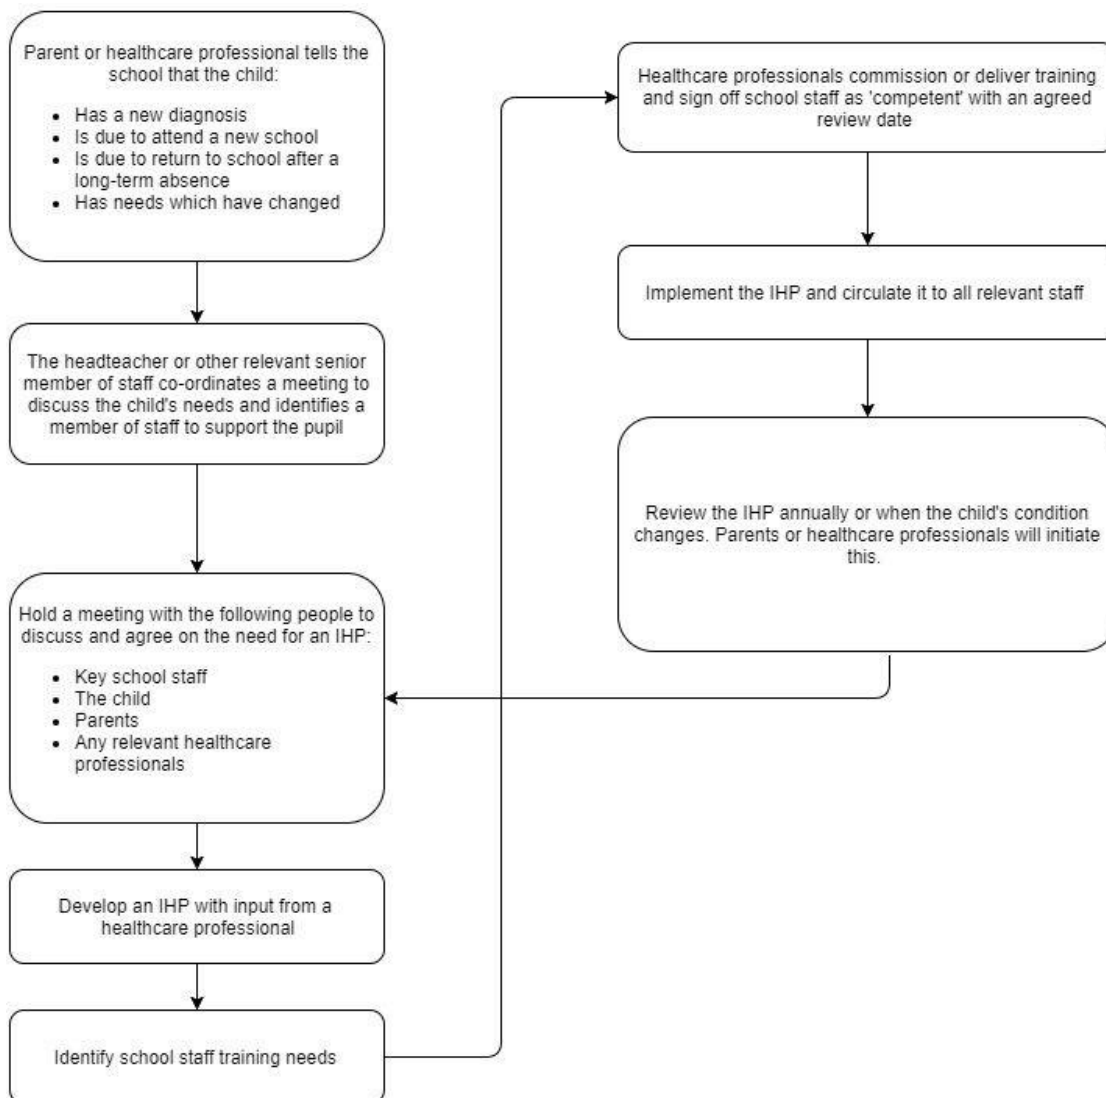 Parent or healthcare professional tells the
school that the child:
• Has a new diagnosis
• Is due to attend a new school
• Is due to return to school after a
long-term absence
• Has needs which have changed
The headteacher or other relevant senior
member of staff co-ordinates a meeting to
discuss the child's needs and identifies a
member of staff to support the pupil
Hold a meeting with the following people to
discuss and agree on the need for an IHP:
• Key school staff
• The child
• Parents
• Any relevant healthcare
professionals
Develop an IHP with input from a
healthcare professional
Identify school staff training needs
Healthcare professionals commission or deliver training
and sign off school staff as 'competent' with an agreed
review date
Implement the IHP and circulate it to all relevant staff
Review the IHP annually or when the child's condition
changes. Parents or healthcare professionals will initiate
this.